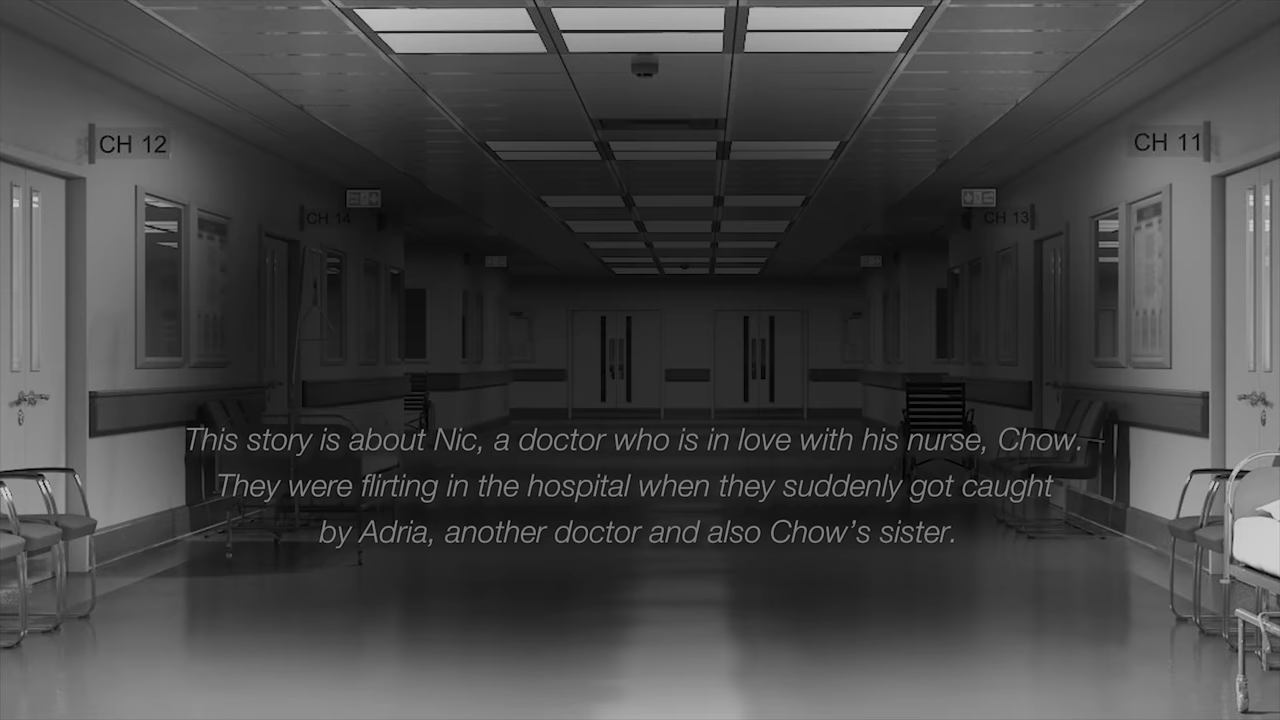 CH 12
CH 11
CH 14
CH 13
This story is about Nic, a doctor who is in love with his nurse, Chow.
They were flirting in the hospital when they suddenly got caught
by Adria, another doctor and also Chow's sister.